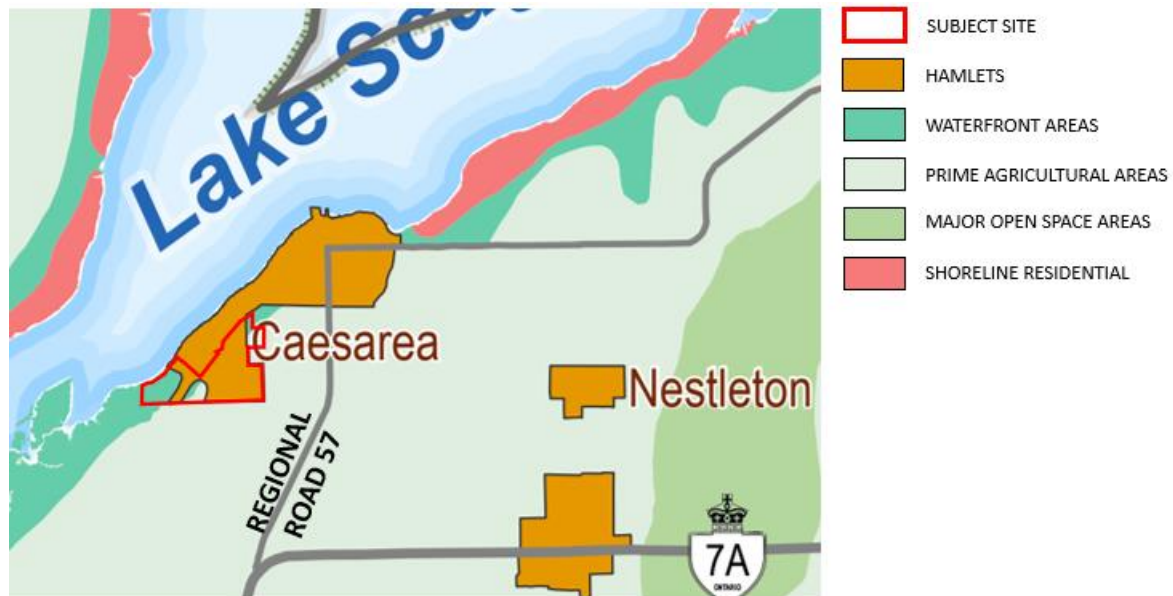 Lake Scu
Caesarea
Nestleton
REGIONAL
ROAD 57
7A
ONTARIO
SUBJECT SITE
HAMLETS
WATERFRONT AREAS
PRIME AGRICULTURAL AREAS
MAJOR OPEN SPACE AREAS
SHORELINE RESIDENTIAL